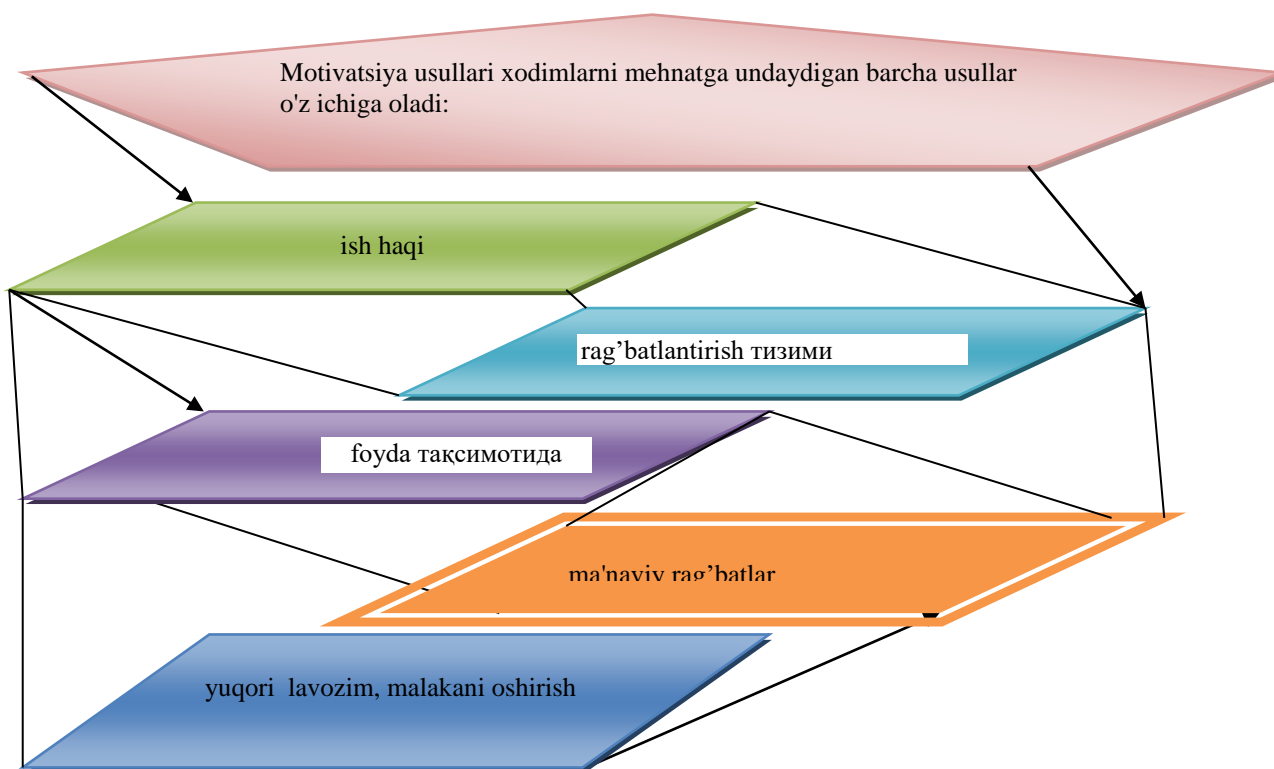 Motivatsiya usullari xodimlarni mehnatga undaydigan barcha usullar
o'z ichiga oladi:
ish haqi
rag’batlantirish тизими
foyda тақсимотида
ma'naviy rag’batlar
yuqori lavozim, malakani oshirish